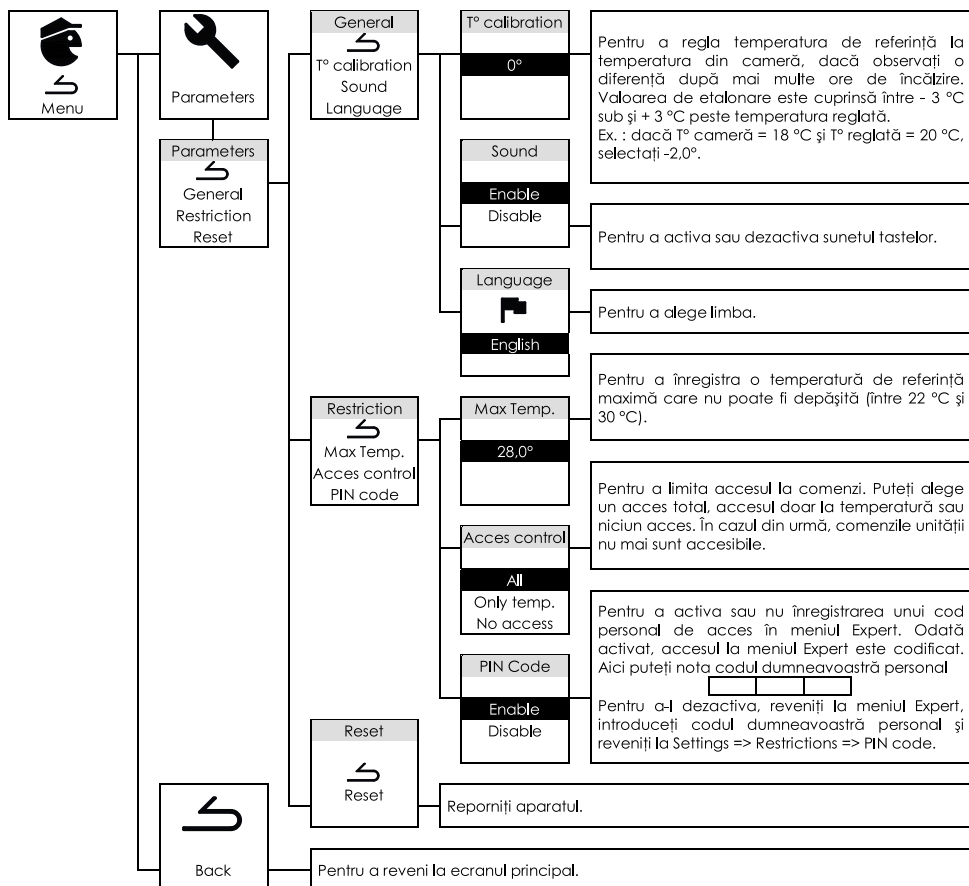 Menu
Parameters
Parameters
General
Restriction
Reset
General
T° calibration
Sound
Language
T° calibration
0°
Pentru a regla temperatura de referință la
temperatura din cameră, dacă observați o
diferență după mai multe ore de încălzire.
Valoarea de etalonare este cuprinsă între - 3 °C
sub și + 3 °C peste temperatura reglată.
Ex. : dacă T° cameră = 18 °C și T° reglată = 20 °C,
selectați -2,0°.
Sound
Enable
Disable
Pentru a activa sau dezactiva sunetul tastelor.
Language
English
Pentru a alege limba.
Restriction
Max Temp.
Acces control
PIN code
Max Temp.
28,0°
Pentru a înregistra o temperatură de referință
maximă care nu poate fi depășită (între 22 °C și
30 °C).
Acces control
All
Only temp.
No access
Pentru a limita accesul la comenzi. Puteți alege
un acces total, accesul doar la temperatură sau
niciun acces. În cazul din urmă, comenzile unității
nu mai sunt accesibile.
PIN Code
Enable
Disable
Pentru a activa sau nu înregistrarea unui cod
personal de acces în meniul Expert. Odată
activat, accesul la meniul Expert este codificat.
Aici puteți nota codul dumneavoastră personal
Pentru a-l dezactiva, reveniți la meniul Expert,
introduceți codul dumneavoastră personal și
reveniți la Settings => Restrictions => PIN code.
Reset
Reset
Reporniți aparatul.
Back
Pentru a reveni la ecranul principal.